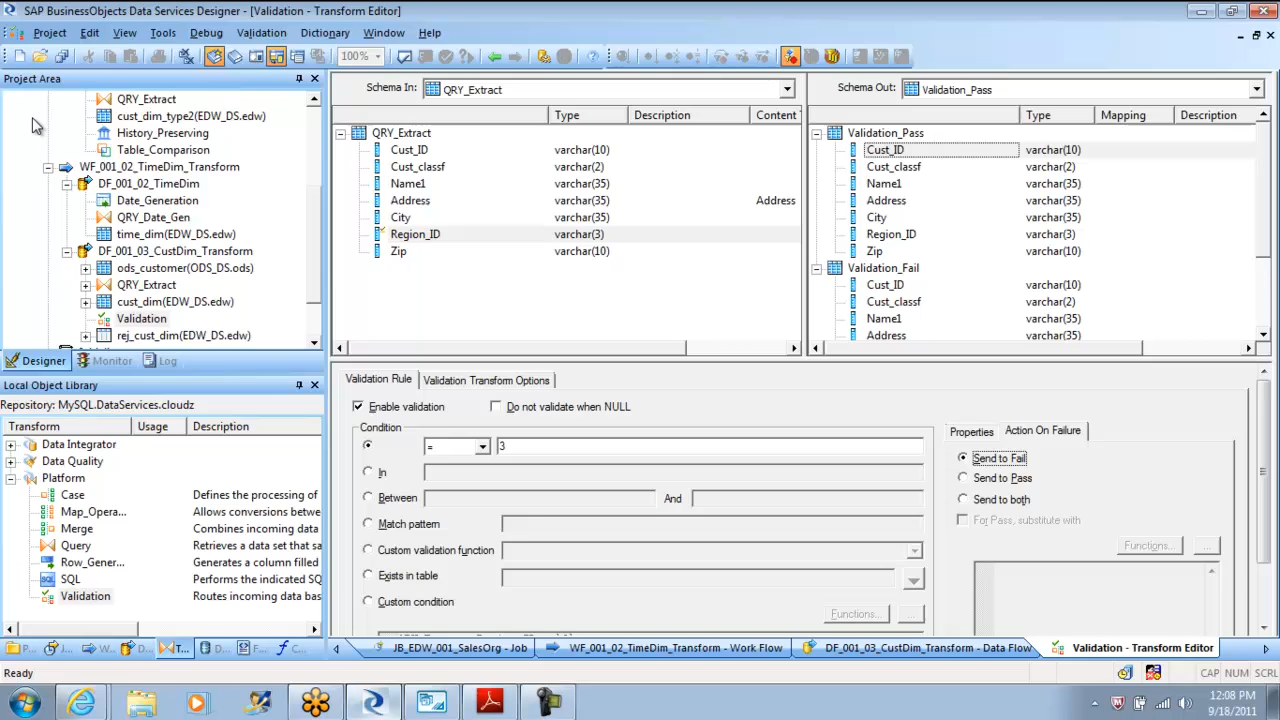 SAP BusinessObjects Data Services Designer - [Validation - Transform Editor]
Project Edit View Tools Debug Validation Dictionary Window Help
100%
Project Area
QRY_Extract
cust_dim_type2(EDW_DS.edw)
History_Preserving
Table_Comparison
WF_001_02_TimeDim_Transform
DF_001_02_TimeDim
Date_Generation
QRY_Date_Gen
time_dim(EDW_DS.edw)
DF_001_03_CustDim_Transform
ods_customer(ODS_DS.ods)
QRY_Extract
cust_dim(EDW_DS.edw)
Validation
rej_cust_dim(EDW_DS.edw)
Designer Monitor Log
Local Object Library
Repository: MySQL.DataServices.cloudz
Transform Usage Description
Data Integrator
Data Quality
Platform
Case Defines the processing of
Map_Opera... Allows conversions betwe
Merge Combines incoming data
Query Retrieves a data set that sa
Row_Gener... Generates a column filled
SQL Performs the indicated SQ
Validation Routes incoming data bas
P... J... W... D... T... D... F... C...
Schema In: QRY_Extract
Type Description Content
QRY_Extract
Cust_ID varchar(10)
Cust_classf varchar(2)
Name1 varchar(35)
Address varchar(35) Address
City varchar(35)
Region_ID varchar(3)
Zip varchar(10)
Schema Out: Validation_Pass
Type Mapping Description
Validation_Pass
Cust_ID varchar(10)
Cust_classf varchar(2)
Name1 varchar(35)
Address varchar(35)
City varchar(35)
Region_ID varchar(3)
Zip varchar(10)
Validation_Fail
Cust_ID varchar(10)
Cust_classf varchar(2)
Name1 varchar(35)
Address varchar(35)
Validation Rule Validation Transform Options
Enable validation Do not validate when NULL
Condition
= 3
In
Between And
Match pattern
Custom validation function
Exists in table
Custom condition
Functions... ...
Properties Action On Failure
Send to Fail
Send to Pass
Send to both
For Pass, substitute with
Functions... ...
JB_EDW_001_SalesOrg - Job WF_001_02_TimeDim_Transform - Work Flow DF_001_03_CustDim_Transform - Data Flow Validation - Transform Editor
Ready CAP NUM SCRL
12:08 PM
9/18/2011